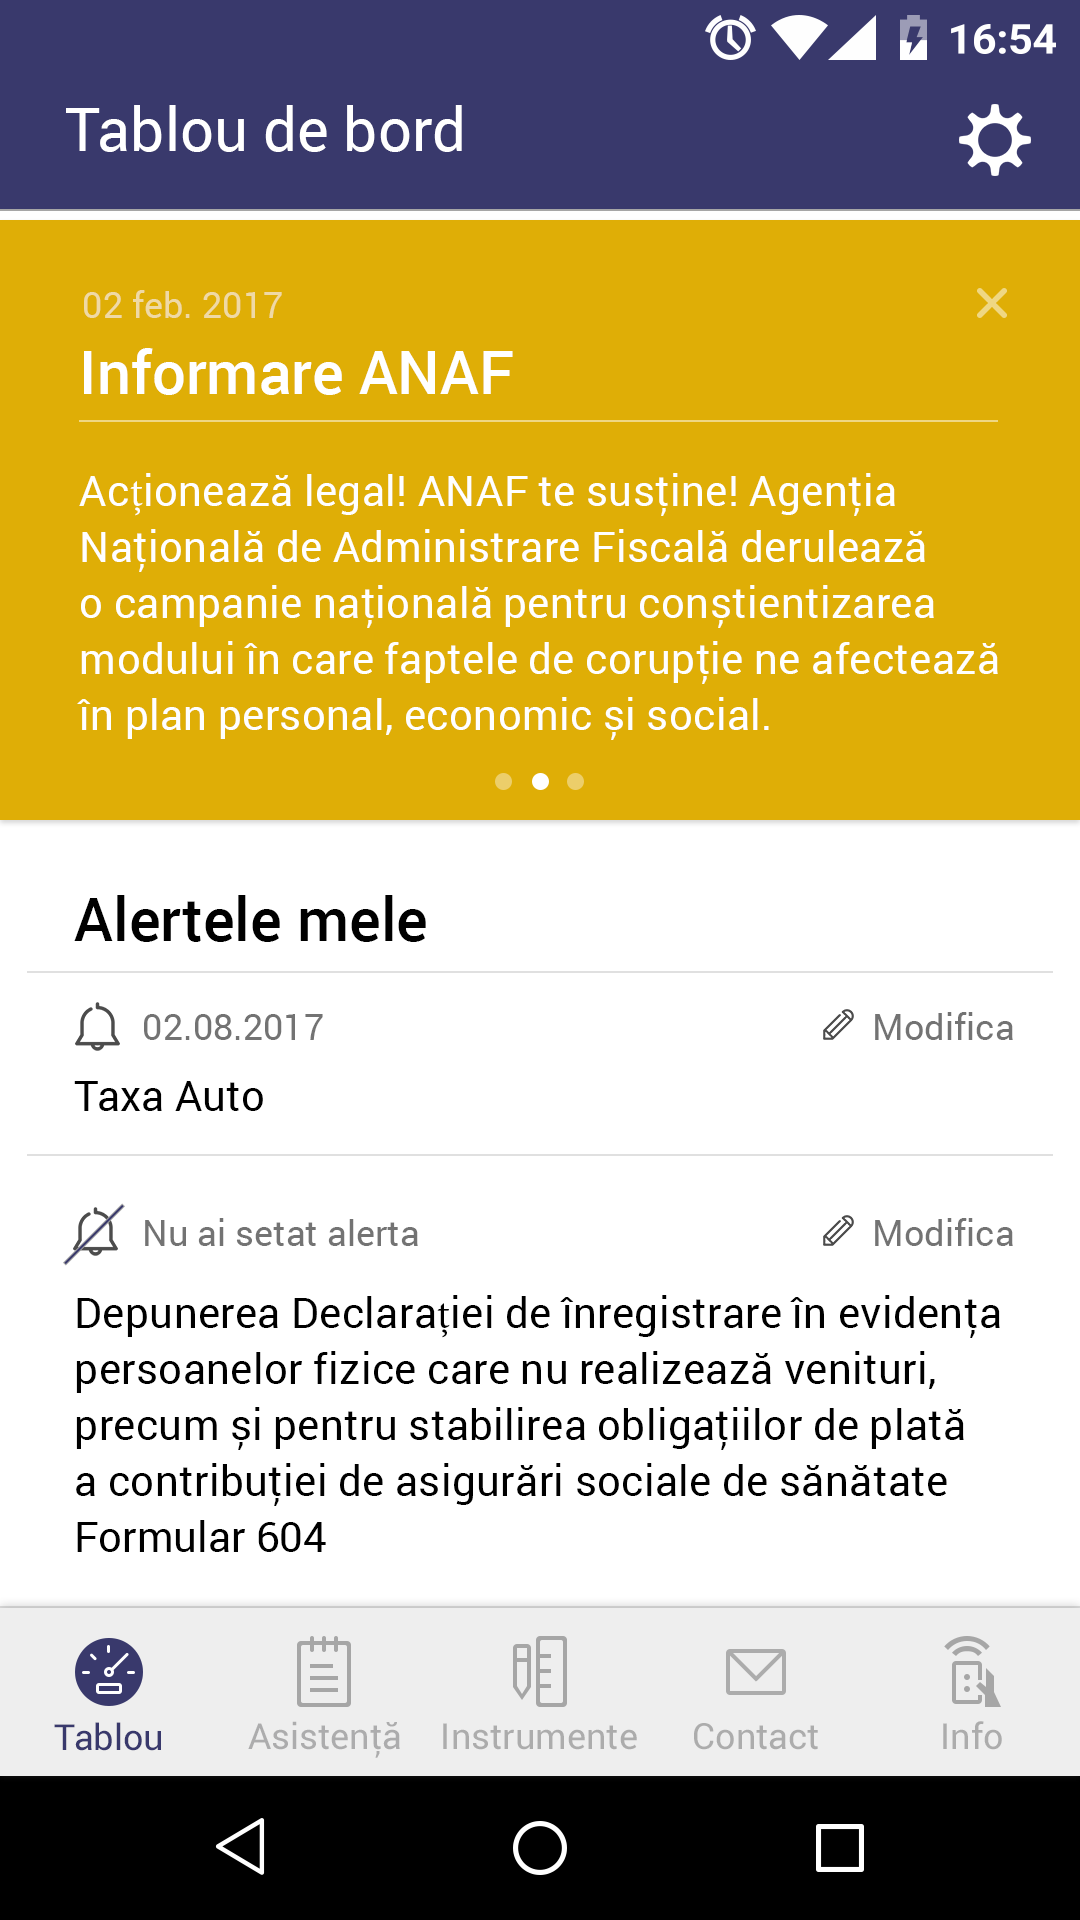 16:54
Tablou de bord
02 feb. 2017
Informare ANAF
Acționează legal! ANAF te susține! Agenția
Națională de Administrare Fiscală derulează
o campanie națională pentru conștientizarea
modului în care faptele de corupție ne afectează
în plan personal, economic și social.
Alertele mele
02.08.2017 Modifica
Taxa Auto
Nu ai setat alerta Modifica
Depunerea Declarației de înregistrare în evidența
persoanelor fizice care nu realizează venituri,
precum și pentru stabilirea obligațiilor de plată
a contribuției de asigurări sociale de sănătate
Formular 604
Tablou Asistență Instrumente Contact Info